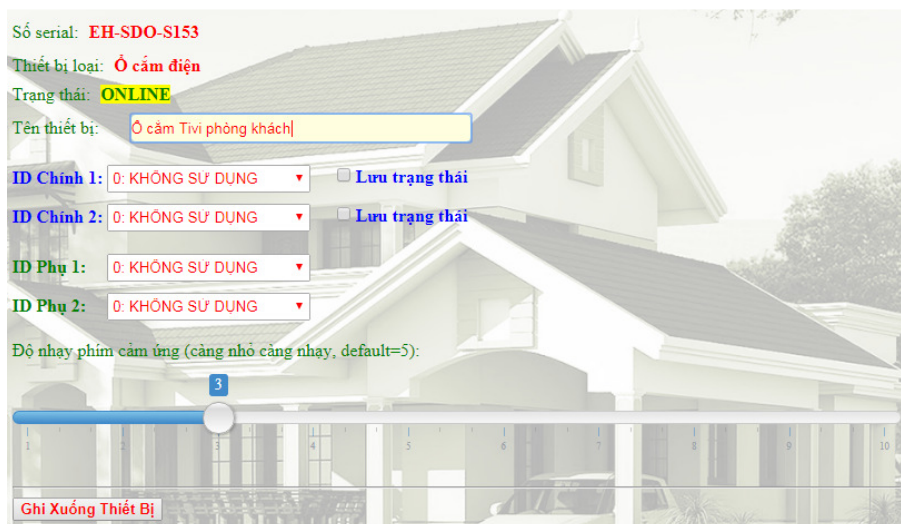 Số serial: EH-SDO-S153
Thiết bị loại: Ổ cắm điện
Trạng thái: ONLINE
Tên thiết bị: Ổ cắm Tivi phòng khách
ID Chính 1: 0: KHÔNG SỬ DỤNG Lưu trạng thái
ID Chính 2: 0: KHÔNG SỬ DỤNG Lưu trạng thái
ID Phụ 1: 0: KHÔNG SỬ DỤNG
ID Phụ 2: 0: KHÔNG SỬ DỤNG
Độ nhạy phím cảm ứng (càng nhỏ càng nhạy, default=5):
3
1 2 3 4 5 6 7 8 9 10
Ghi Xuống Thiết Bị